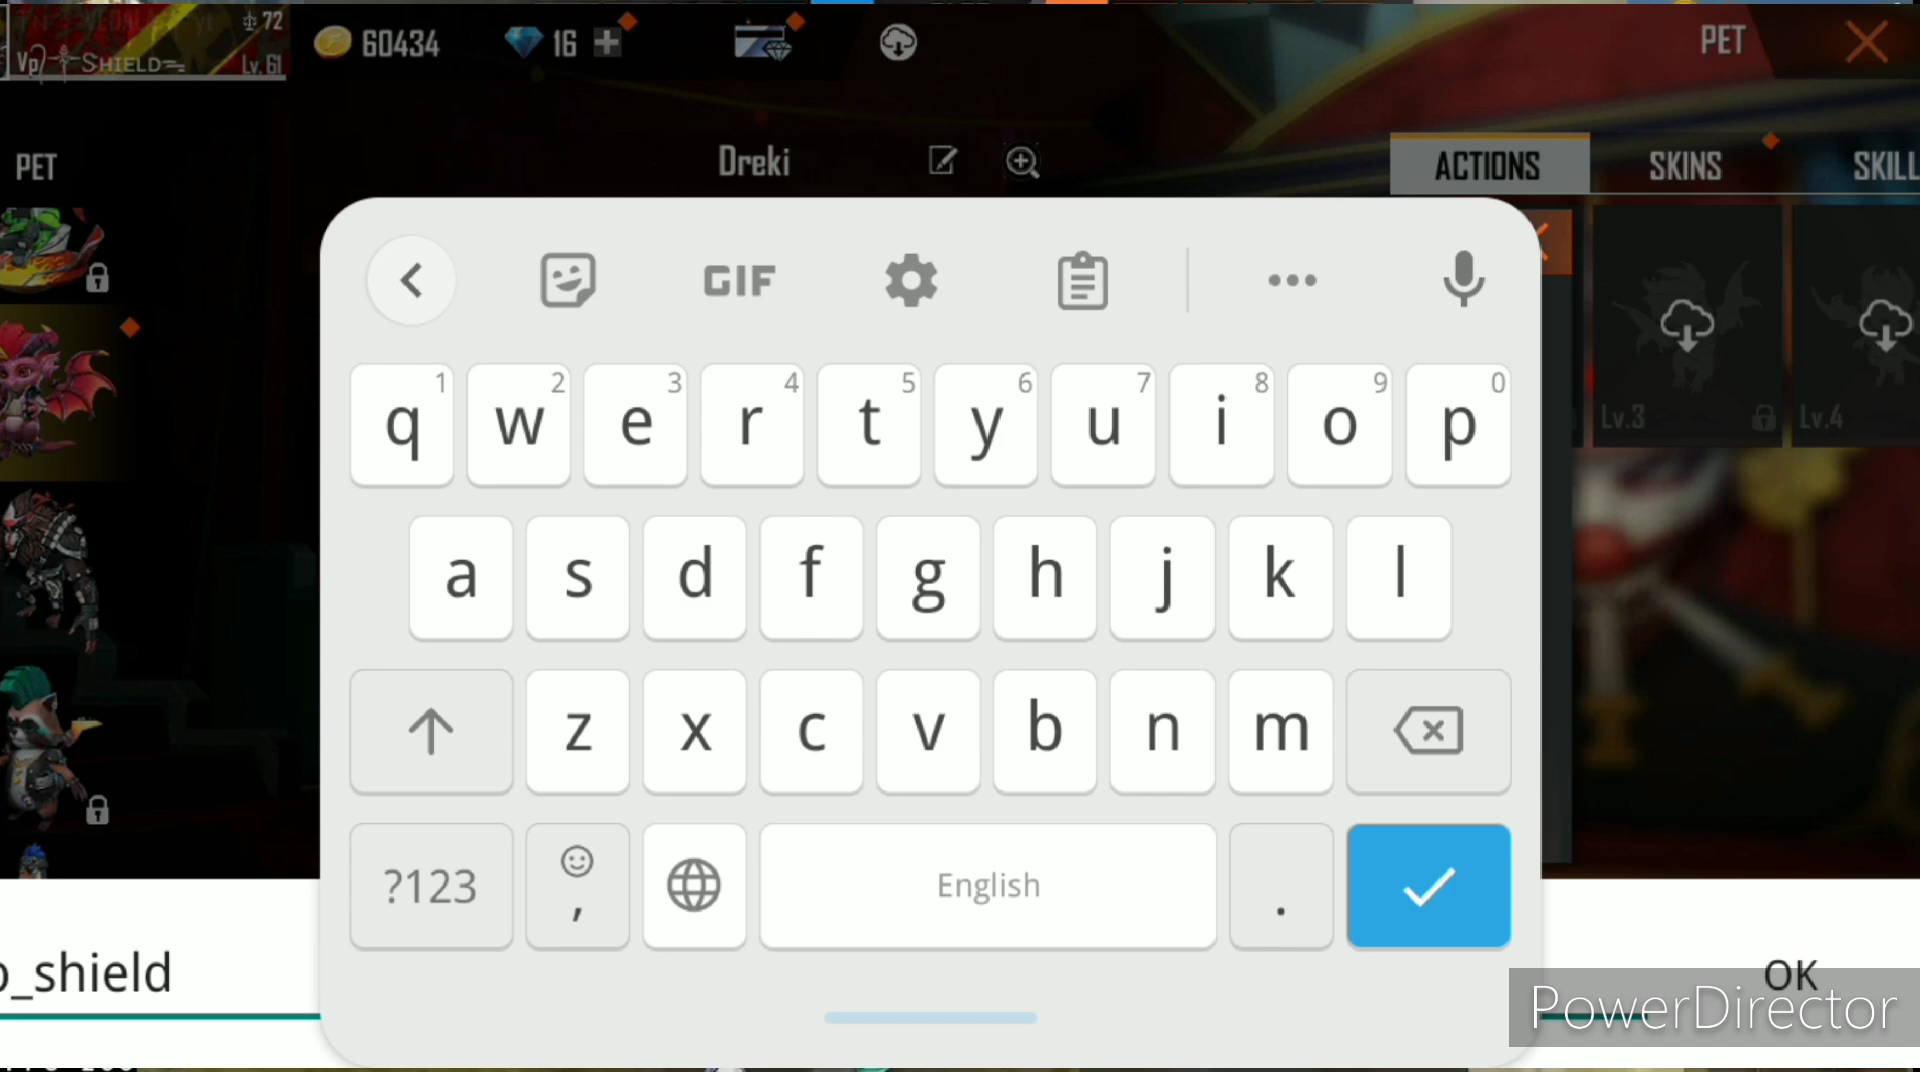 72
Vp SHIELD
Lv. 61
60434
16
PET
PET
Dreki
ACTIONS
SKINS
SKILL
GIF
q 1 w 2 e 3 r 4 t 5 y 6 u 7 i 8 o 9 p 0
a s d f g h j k l
z x c v b n m
?123 , English .
Lv.3
Lv.4
_shield
OK
PowerDirector